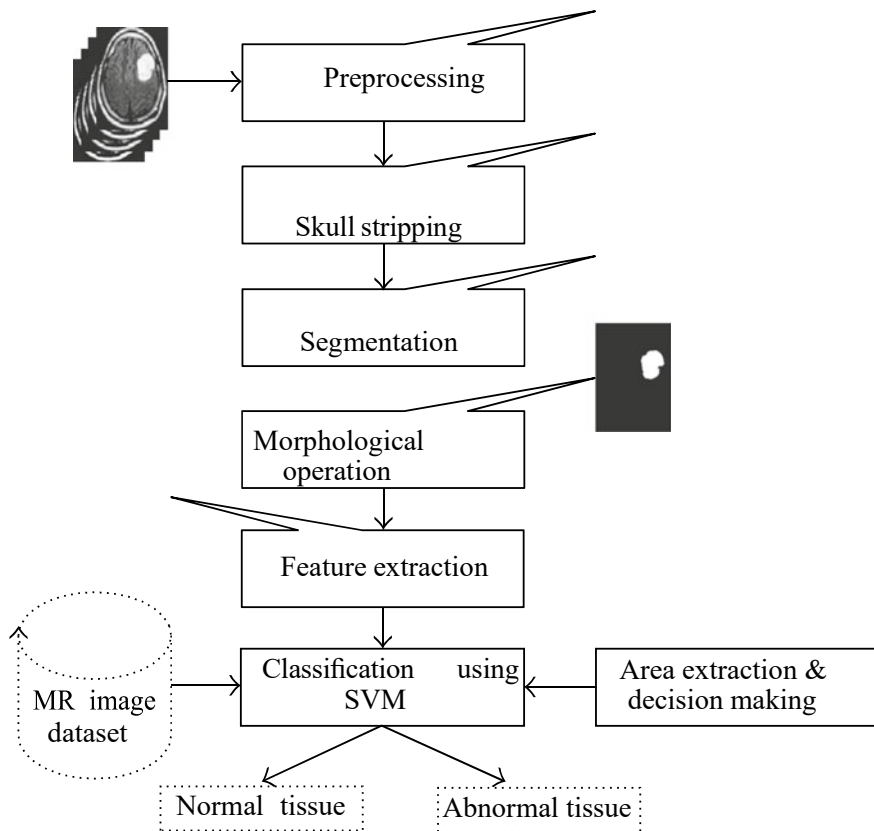 Preprocessing
Skull stripping
Segmentation
Morphological
operation
Feature extraction
MR image
dataset
Classification using
SVM
Area extraction &
decision making
Normal tissue
Abnormal tissue